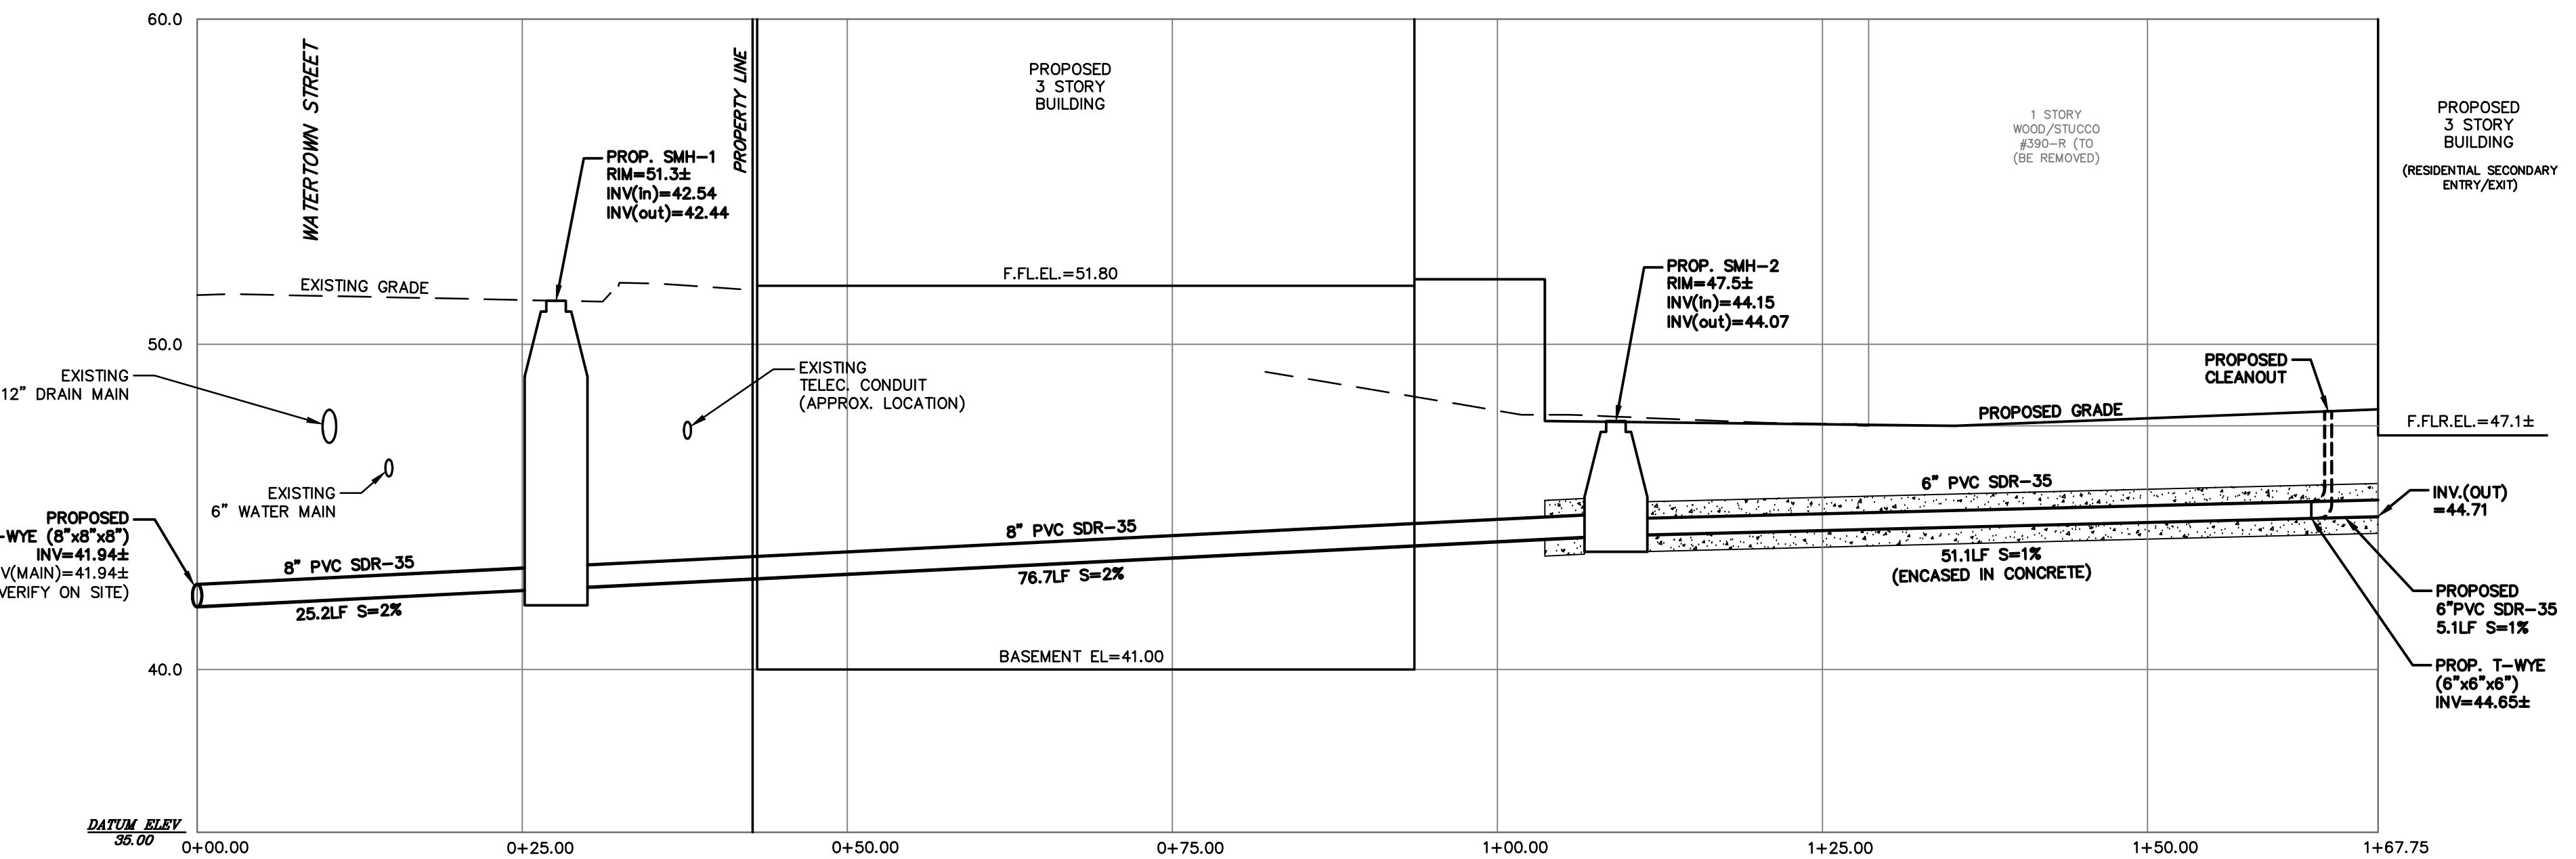 60.0
50.0
40.0
DATUM ELEV
35.00
WATERTOWN STREET
PROPERTY LINE
PROPOSED
3 STORY
BUILDING
1 STORY
WOOD/STUCCO
#390-R (TO
(BE REMOVED)
PROPOSED
3 STORY
BUILDING
(RESIDENTIAL SECONDARY
ENTRY/EXIT)
PROP. SMH-1
RIM=51.3±
INV(in)=42.54
INV(out)=42.44
EXISTING GRADE
F.FL.EL.=51.80
PROP. SMH-2
RIM=47.5±
INV(in)=44.15
INV(out)=44.07
EXISTING
12" DRAIN MAIN
EXISTING
TELEC. CONDUIT
(APPROX. LOCATION)
PROPOSED
CLEANOUT
PROPOSED GRADE
F.FLR.EL.=47.1±
EXISTING
6" WATER MAIN
PROPOSED
-WYE (8"x8"x8")
INV=41.94±
V(MAIN)=41.94±
VERIFY ON SITE)
8" PVC SDR-35
25.2LF S=2%
8" PVC SDR-35
76.7LF S=2%
6" PVC SDR-35
51.1LF S=1%
(ENCASED IN CONCRETE)
INV.(OUT)
=44.71
PROPOSED
6"PVC SDR-35
5.1LF S=1%
PROP. T-WYE
(6"x6"x6")
INV=44.65±
BASEMENT EL=41.00
0+00.00
0+25.00
0+50.00
0+75.00
1+00.00
1+25.00
1+50.00
1+67.75